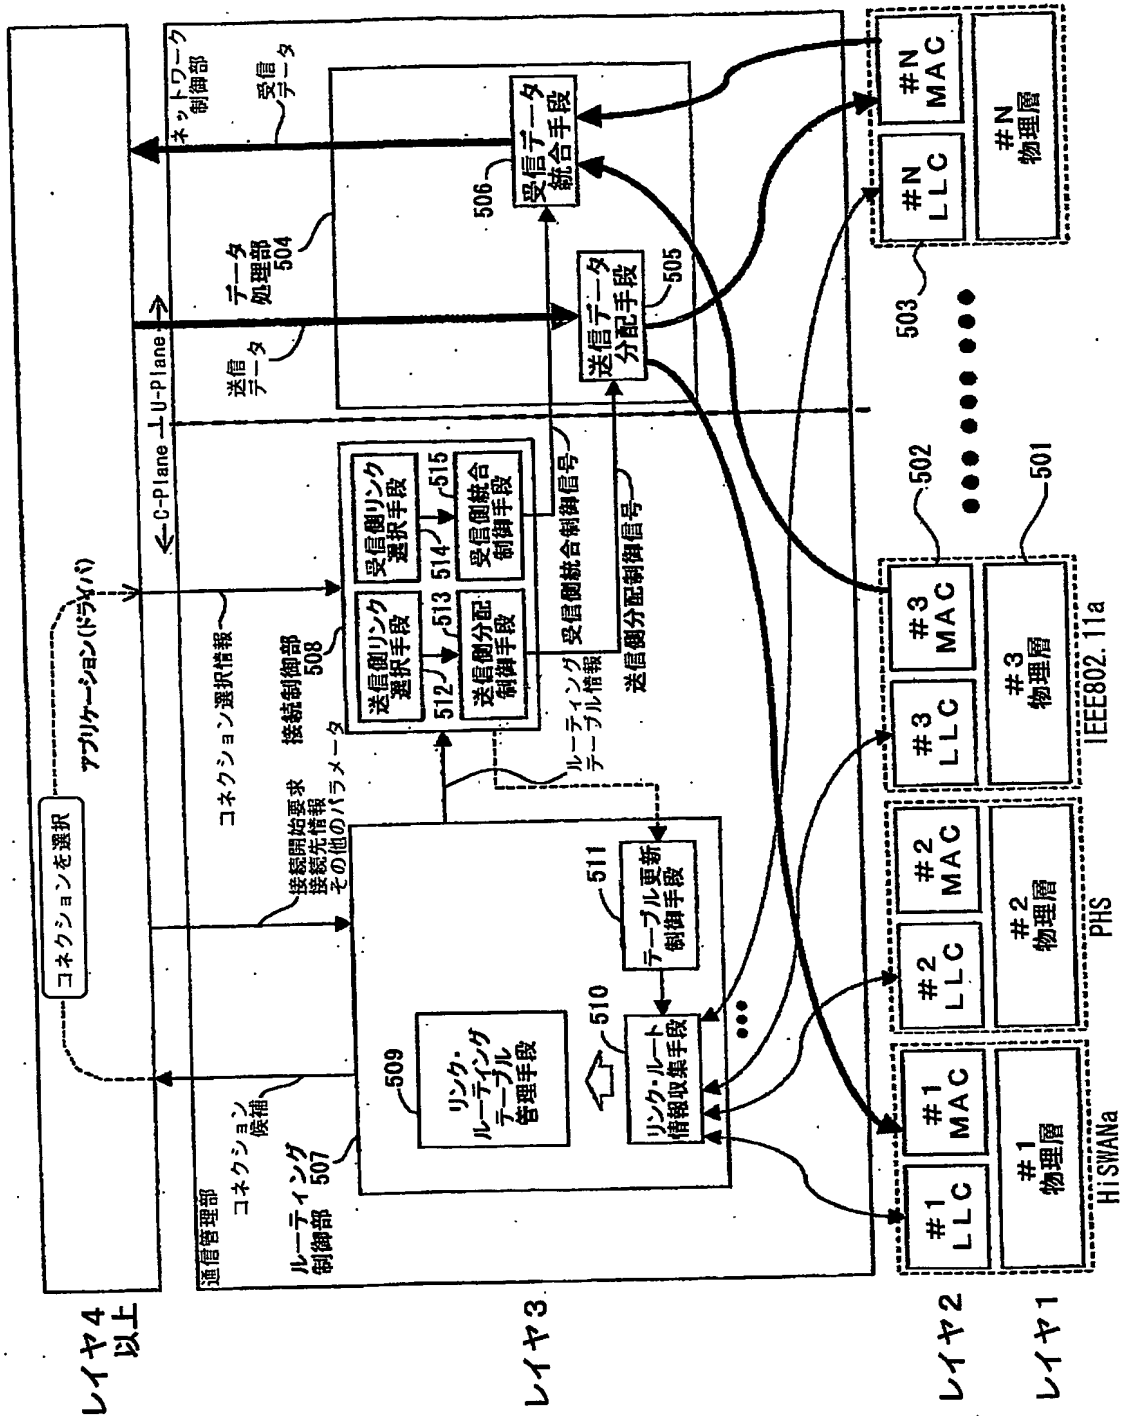 レイヤ4
以上
コネクションを選択
アプリケーション(ドライバ)
←C-Plane
U-Plane→
レイヤ3
通信管理部
ネットワーク
制御部
コネクション
候補
接続開始要求
接続先情報
その他のパラメータ
コネクション選択情報
送信
データ
受信
データ
ルーティング
制御部 507
509
リンク・
ルーティング
テーブル
管理手段
510
リンク・ルート
情報収集手段
511
テーブル更新
制御手段
接続制御部
508
送信側リンク
選択手段
受信側リンク
選択手段
512
513
514
515
送信側分配
制御手段
受信側統合
制御手段
ルーティング
テーブル情報
受信側統合制御信号
送信側分配制御信号
データ
処理部
504
送信データ
分配手段
505
506
受信データ
統合手段
レイヤ2
#1
LLC
#1
MAC
#2
LLC
#2
MAC
#3
LLC
#3
MAC
502
503
#N
LLC
#N
MAC
レイヤ1
#1
物理層
#2
物理層
#3
物理層
501
#N
物理層
HiSWANa
PHS
IEEE802.11a